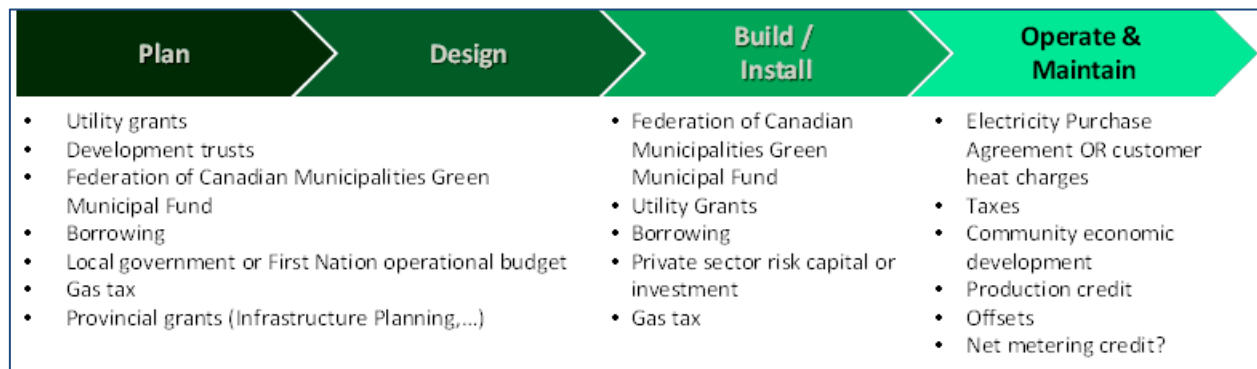 Plan
Design
Build /
Install
Operate &
Maintain
• Utility grants
• Development trusts
• Federation of Canadian Municipalities Green
Municipal Fund
• Borrowing
• Local government or First Nation operational budget
• Gas tax
• Provincial grants (Infrastructure Planning,...)
• Federation of Canadian
Municipalities Green
Municipal Fund
• Utility Grants
• Borrowing
• Private sector risk capital or
investment
• Gas tax
• Electricity Purchase
Agreement OR customer
heat charges
• Taxes
• Community economic
development
• Production credit
• Offsets
• Net metering credit?